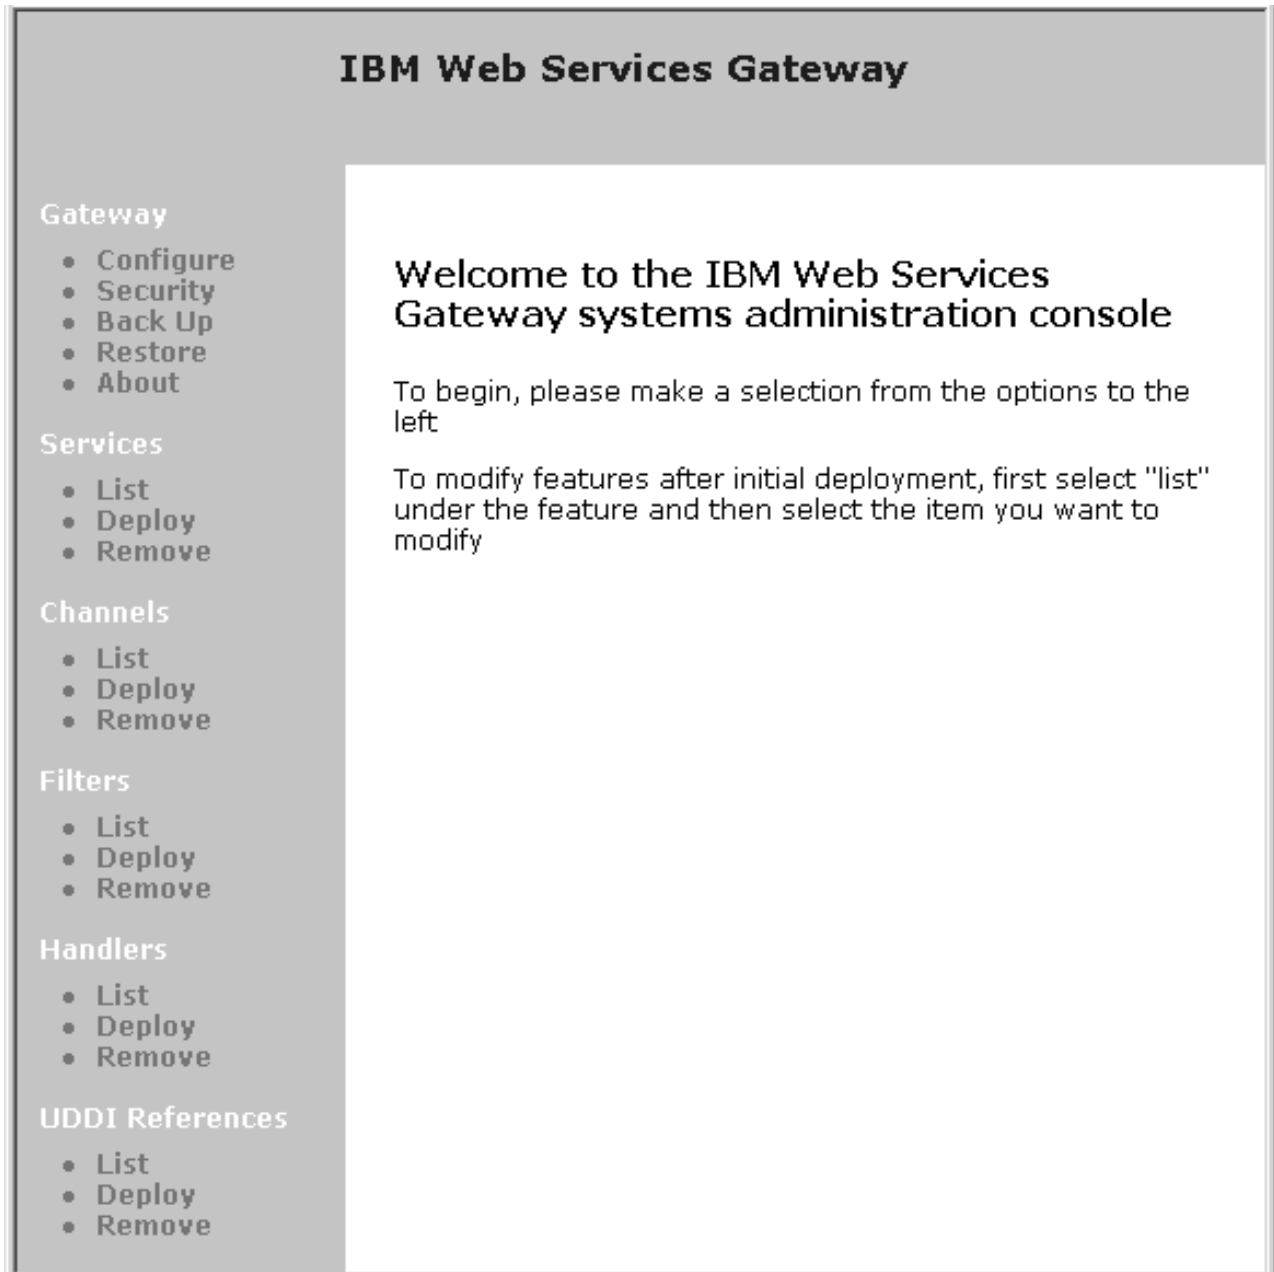 IBM Web Services Gateway
Gateway
Configure
Security
Back Up
Restore
About
Services
List
Deploy
Remove
Channels
List
Deploy
Remove
Filters
List
Deploy
Remove
Handlers
List
Deploy
Remove
UDDI References
List
Deploy
Remove
Welcome to the IBM Web Services
Gateway systems administration console
To begin, please make a selection from the options to the
left
To modify features after initial deployment, first select "list"
under the feature and then select the item you want to
modify